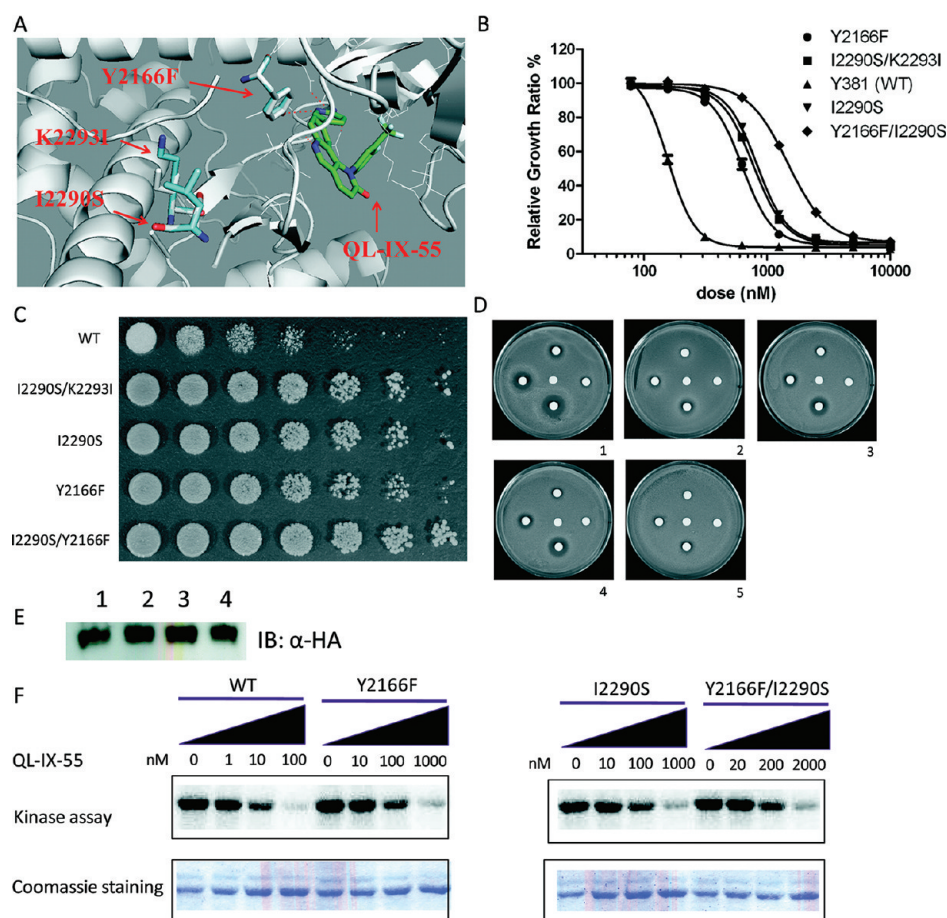 A
Y2166F
K2293I
I2290S
QL-IX-55
B
Relative Growth Ratio %
120
100
80
60
40
20
0
100
1000
10000
dose (nM)
Y2166F
I2290S/K2293I
Y381 (WT)
I2290S
Y2166F/I2290S
C
WT
I2290S/K2293I
I2290S
Y2166F
I2290S/Y2166F
D
1
2
3
4
5
E
1 2 3 4
IB: α-HA
F
WT Y2166F I2290S Y2166F/I2290S
QL-IX-55 nM 0 1 10 100 0 10 100 1000 nM 0 10 100 1000 0 20 200 2000
Kinase assay
Coomassie staining